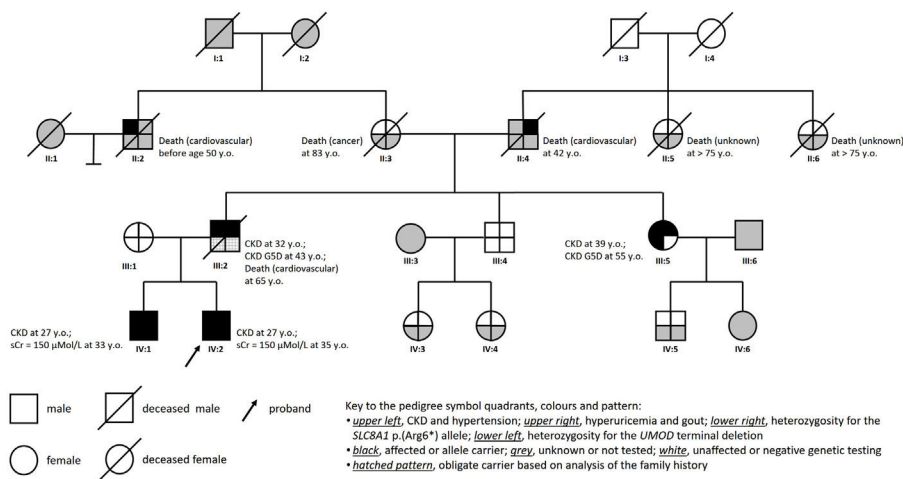 I:1
I:2
I:3
I:4
Death (cardiovascular)
before age 50 y.o.
Death (cancer)
at 83 y.o.
Death (cardiovascular)
at 42 y.o.
Death (unknown)
at > 75 y.o.
Death (unknown)
at > 75 y.o.
II:1
II:2
II:3
II:4
II:5
II:6
CKD at 32 y.o.;
CKD G5D at 43 y.o.;
Death (cardiovascular)
at 65 y.o.
CKD at 39 y.o.;
CKD G5D at 55 y.o.
III:1
III:2
III:3
III:4
III:5
III:6
CKD at 27 y.o.;
sCr = 150 μMol/L at 33 y.o.
CKD at 27 y.o.;
sCr = 150 μMol/L at 35 y.o.
IV:1
IV:2
IV:3
IV:4
IV:5
IV:6
male
deceased male
proband
female
deceased female
Key to the pedigree symbol quadrants, colours and pattern:
• upper left, CKD and hypertension; upper right, hyperuricemia and gout; lower right, heterozygosity for the
SLC8A1 p.(Arg6*) allele; lower left, heterozygosity for the UMOD terminal deletion
• black, affected or allele carrier; grey, unknown or not tested; white, unaffected or negative genetic testing
• hatched pattern, obligate carrier based on analysis of the family history